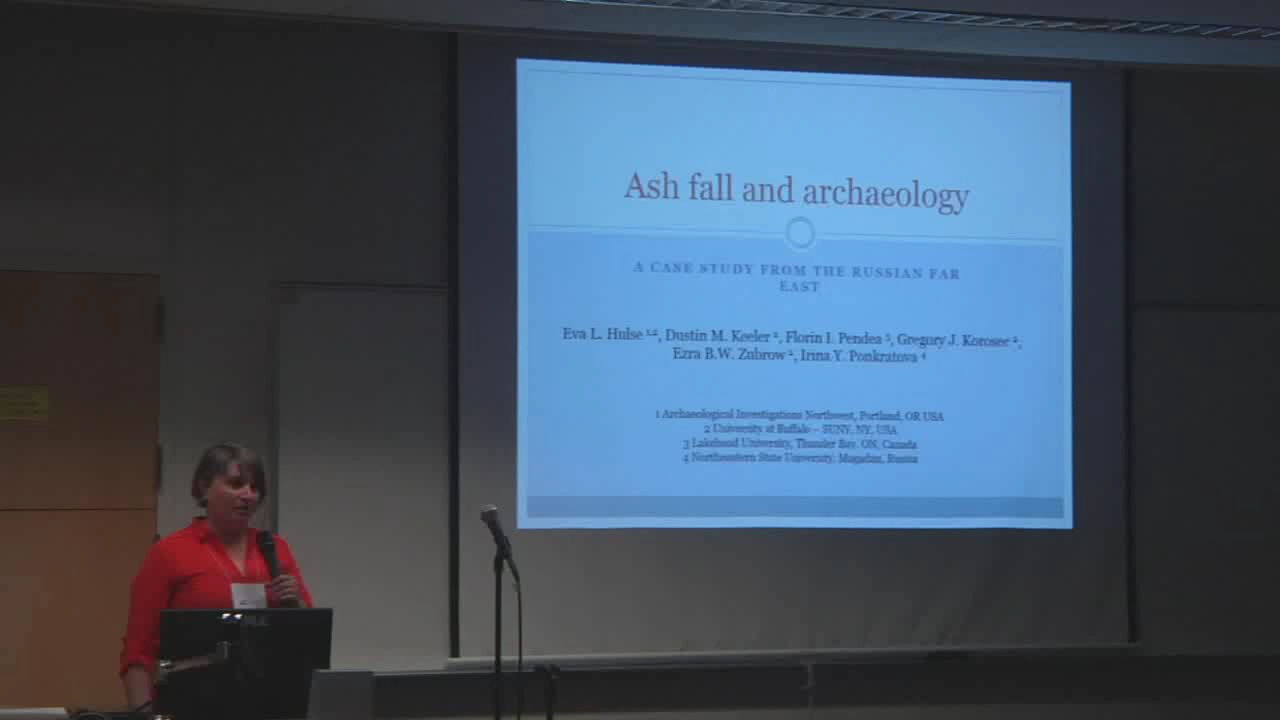 Ash fall and archaeology
A CASE STUDY FROM THE RUSSIAN FAR
EAST
Eva L. Hulse ¹,², Dustin M. Keeler ², Florin I. Pendea ³, Gregory J. Korosec ²,
Ezra B.W. Zubrow ², Irina Y. Ponkratova ⁴
1 Archaeological Investigations Northwest, Portland, OR USA
2 University at Buffalo – SUNY, NY, USA
3 Lakehead University, Thunder Bay, ON, Canada
4 Northeastern State University, Magadan, Russia